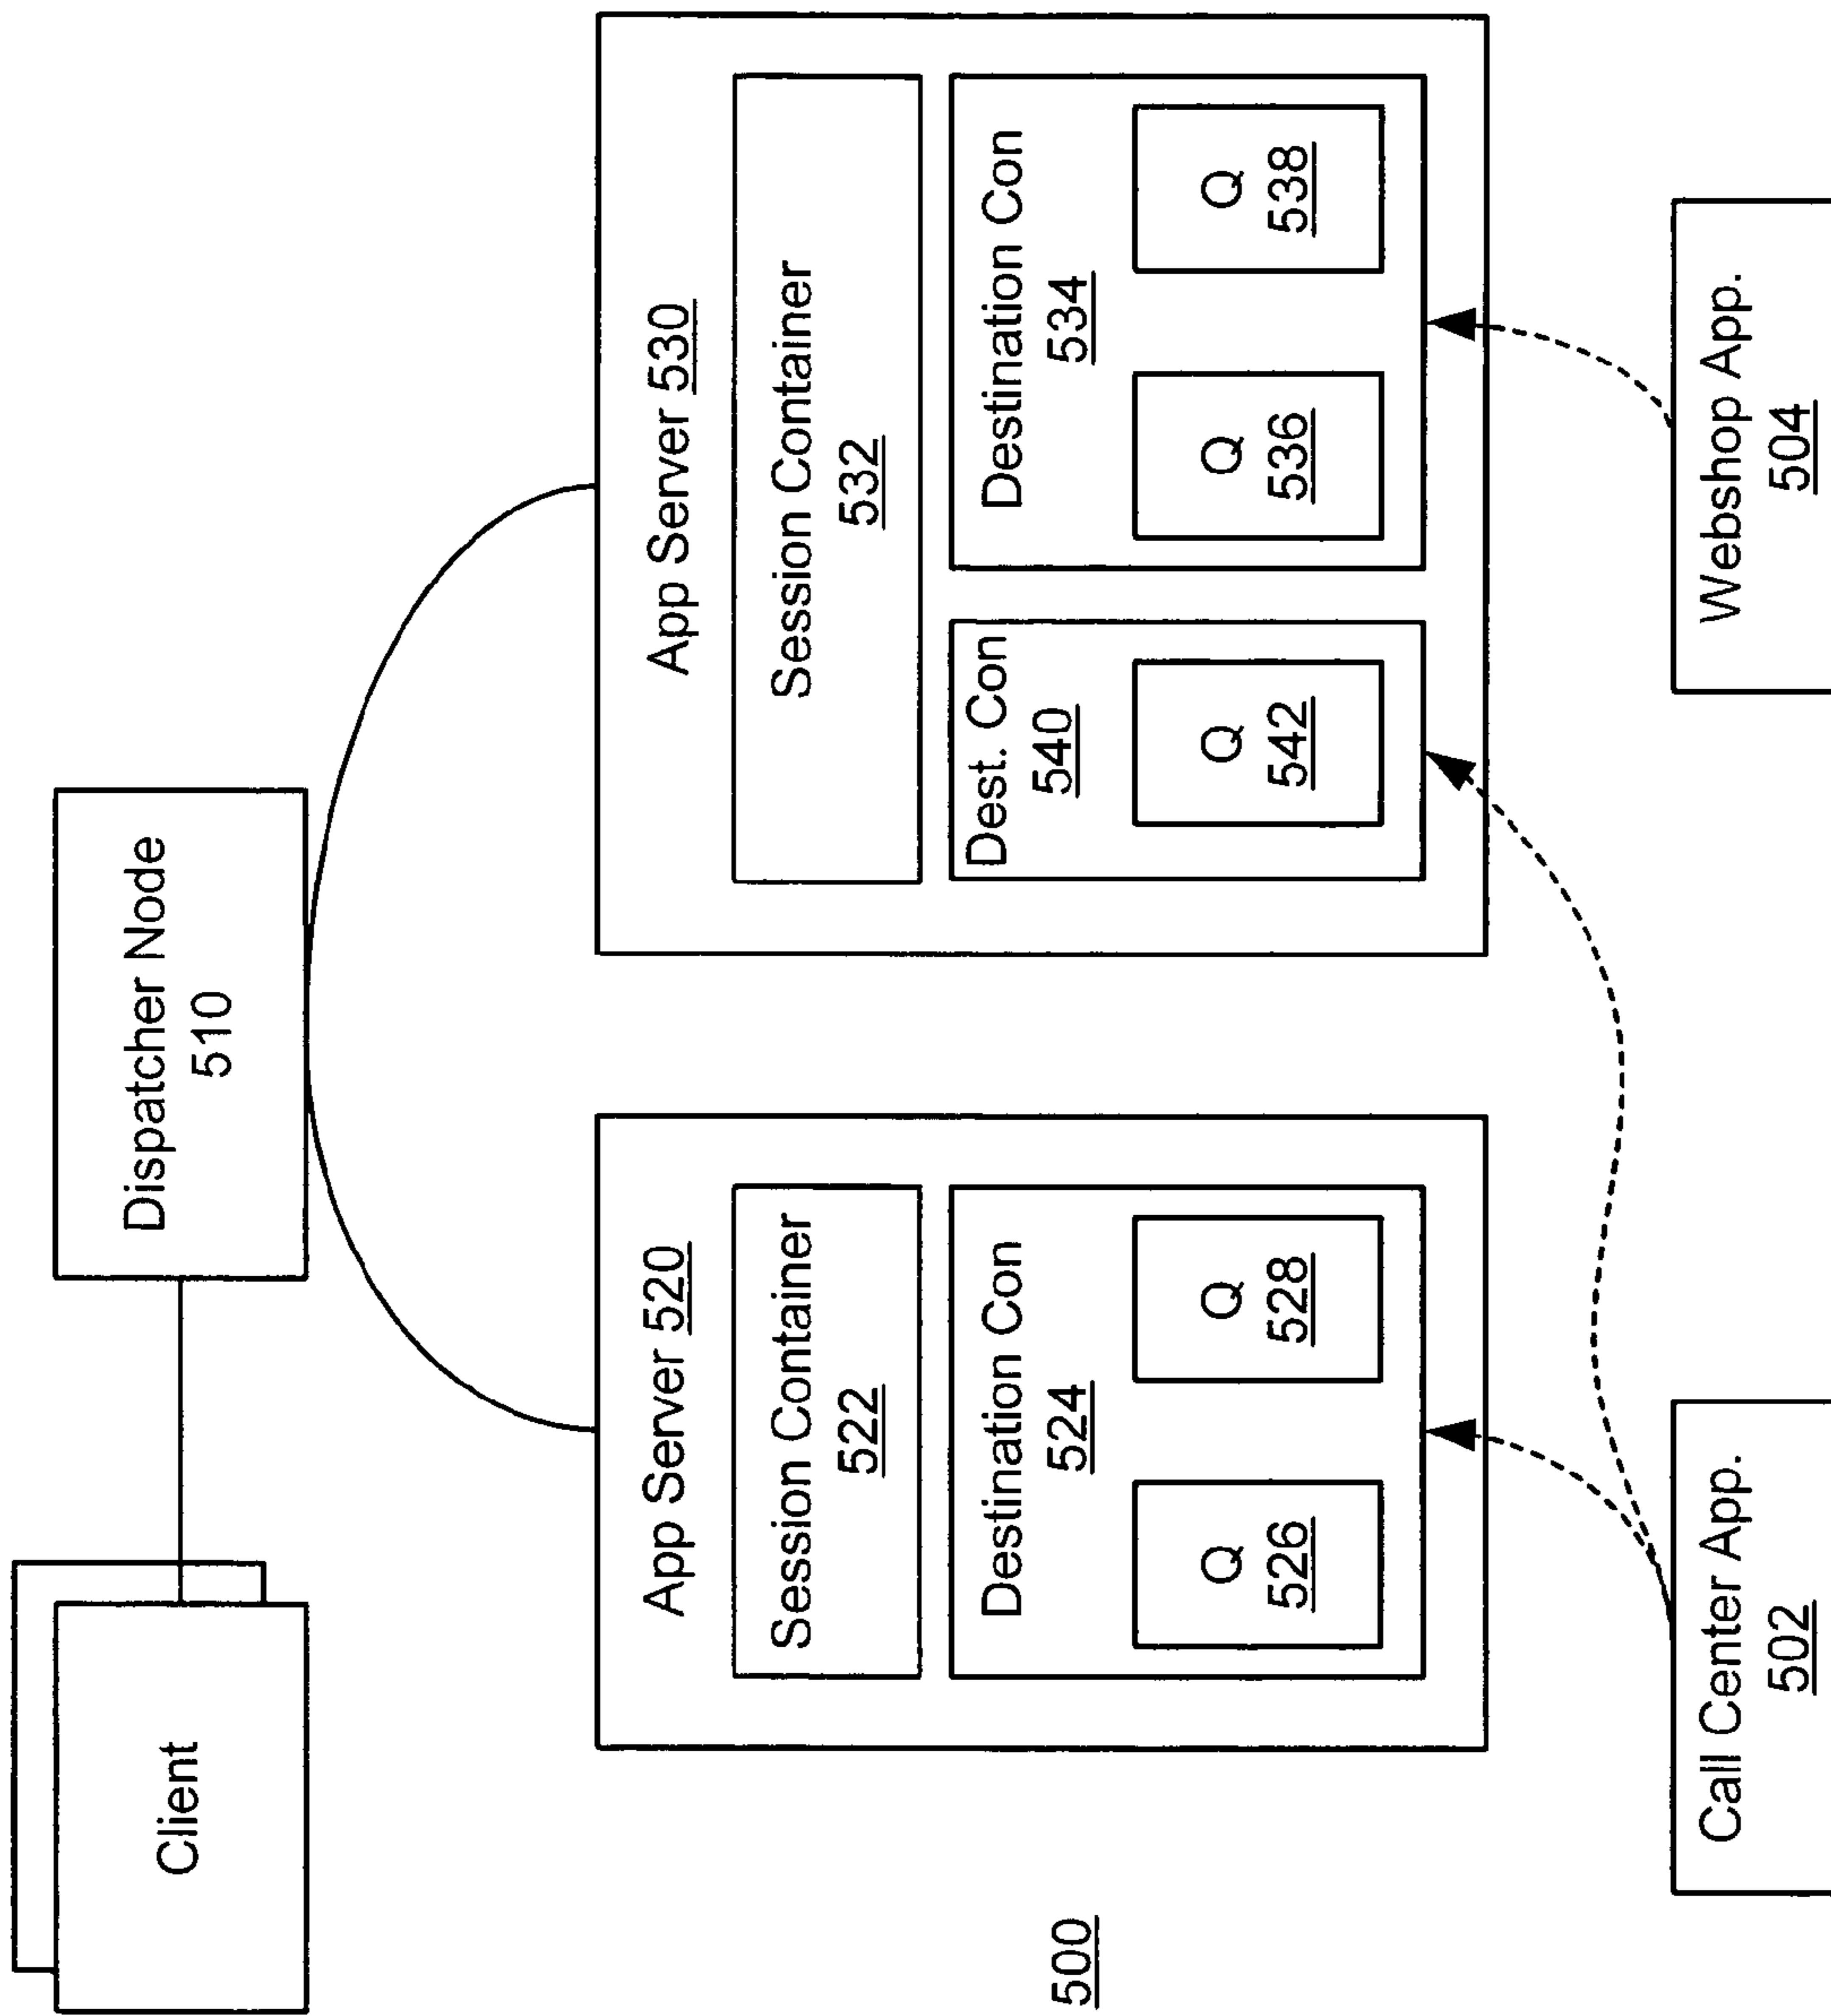 Client
Dispatcher Node
510
App Server 520
Session Container
522
Destination Con
524
Q
526
Q
528
App Server 530
Session Container
532
Dest. Con
540
Q
542
Destination Con
534
Q
536
Q
538
500
Call Center App.
502
Webshop App.
504